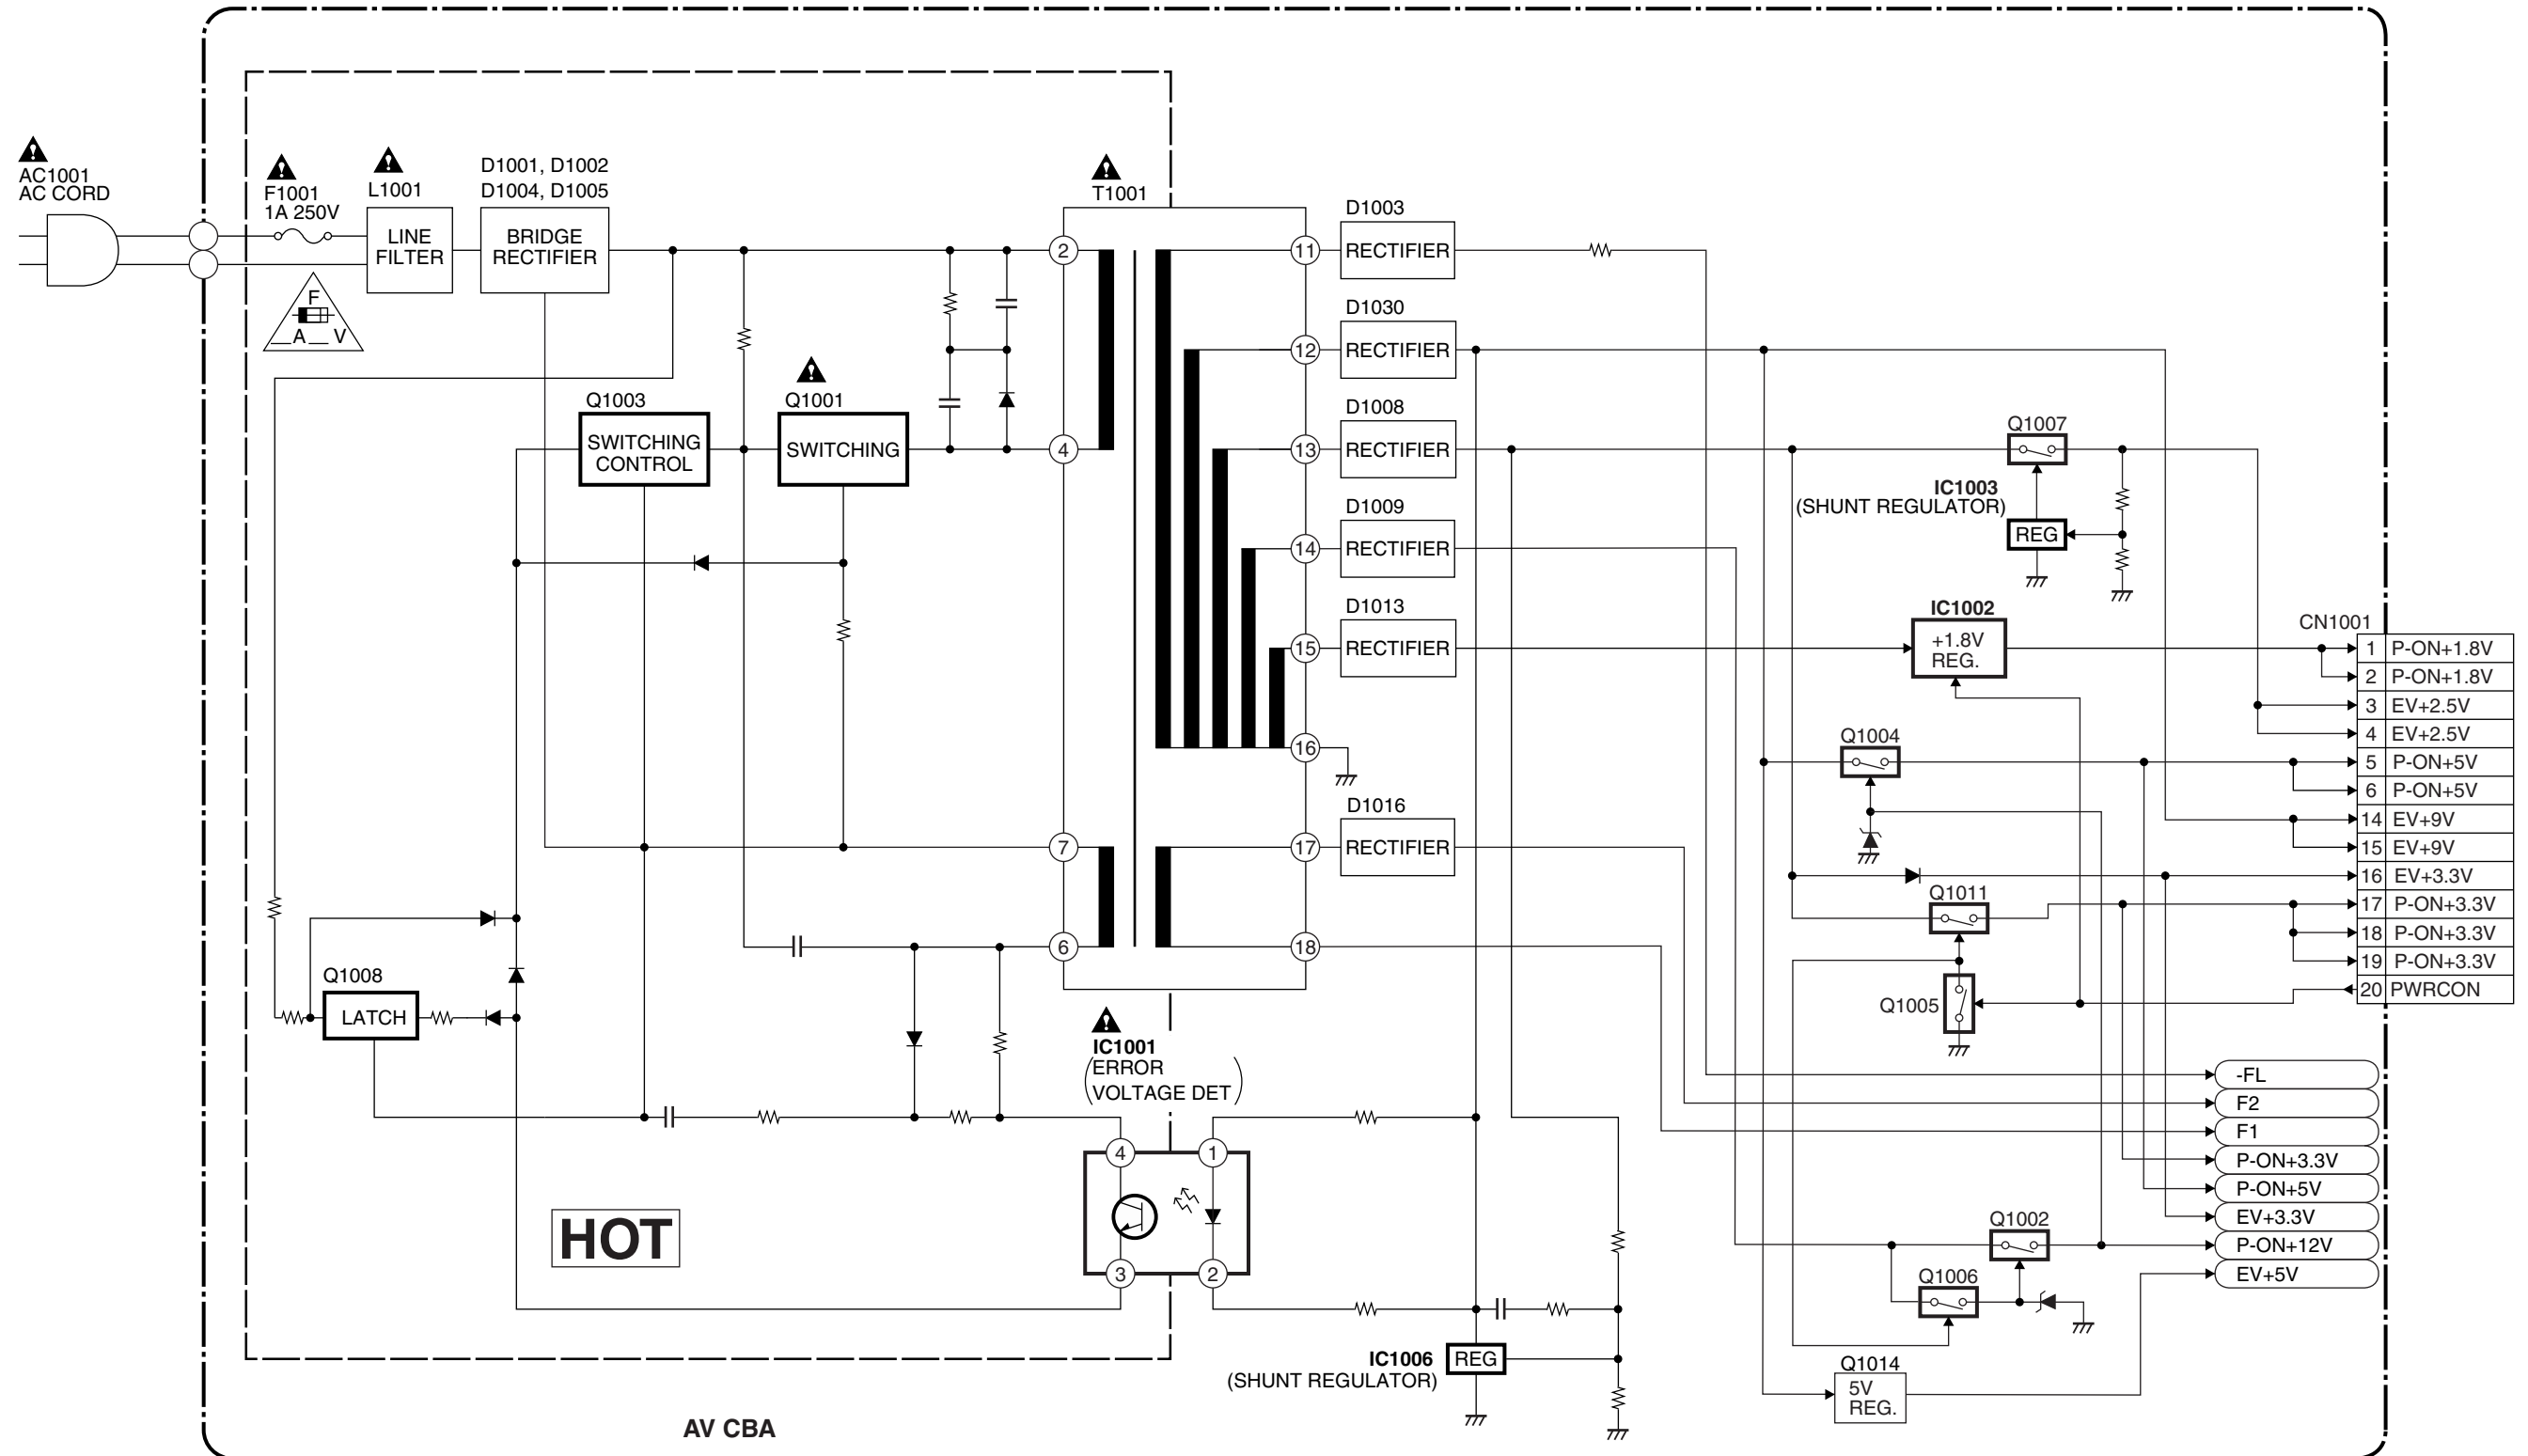 AC1001
AC CORD
F1001
1A 250V
F
A V
L1001
LINE
FILTER
D1001, D1002
D1004, D1005
BRIDGE
RECTIFIER
Q1003
SWITCHING
CONTROL
Q1001
SWITCHING
Q1008
LATCH
HOT
T1001
2
4
7
6
11
12
13
14
15
16
17
18
D1003
RECTIFIER
D1030
RECTIFIER
D1008
RECTIFIER
D1009
RECTIFIER
D1013
RECTIFIER
D1016
RECTIFIER
IC1001
(ERROR
VOLTAGE DET)
4
1
3
2
IC1006
(SHUNT REGULATOR)
REG
Q1007
IC1003
(SHUNT REGULATOR)
REG
IC1002
+1.8V
REG.
Q1004
Q1011
Q1005
Q1002
Q1006
Q1014
5V
REG.
CN1001
1 P-ON+1.8V
2 P-ON+1.8V
3 EV+2.5V
4 EV+2.5V
5 P-ON+5V
6 P-ON+5V
14 EV+9V
15 EV+9V
16 EV+3.3V
17 P-ON+3.3V
18 P-ON+3.3V
19 P-ON+3.3V
20 PWRCON
-FL
F2
F1
P-ON+3.3V
P-ON+5V
EV+3.3V
P-ON+12V
EV+5V
AV CBA